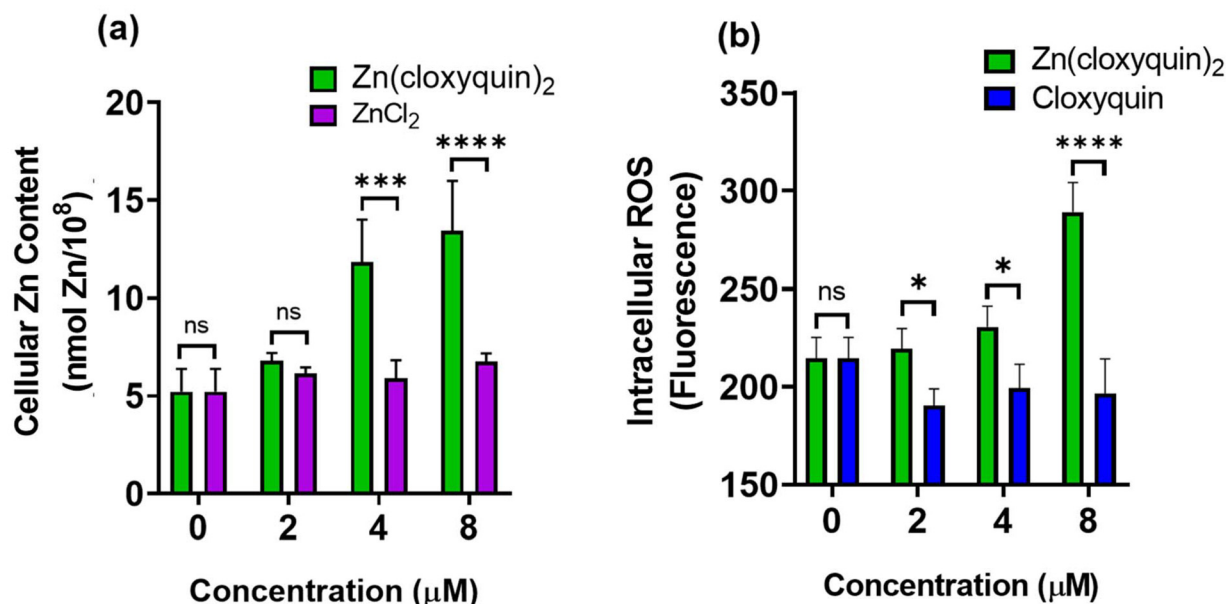 (a)
Zn(cloxyquin)₂
ZnCl₂
Cellular Zn Content
(nmol Zn/10⁸)
20
15
10
5
0
ns
ns
***
****
0 2 4 8
Concentration (μM)
(b)
Zn(cloxyquin)₂
Cloxyquin
Intracellular ROS
(Fluorescence)
350
300
250
200
150
ns
*
*
****
0 2 4 8
Concentration (μM)